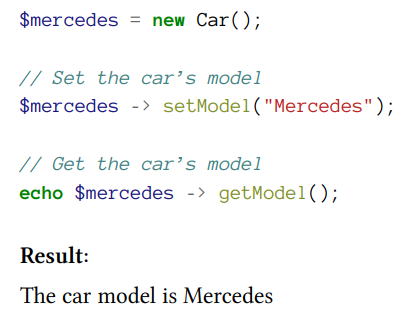 $mercedes = new Car();
// Set the car’s model
$mercedes -> setModel("Mercedes");
// Get the car’s model
echo $mercedes -> getModel();
Result:
The car model is Mercedes